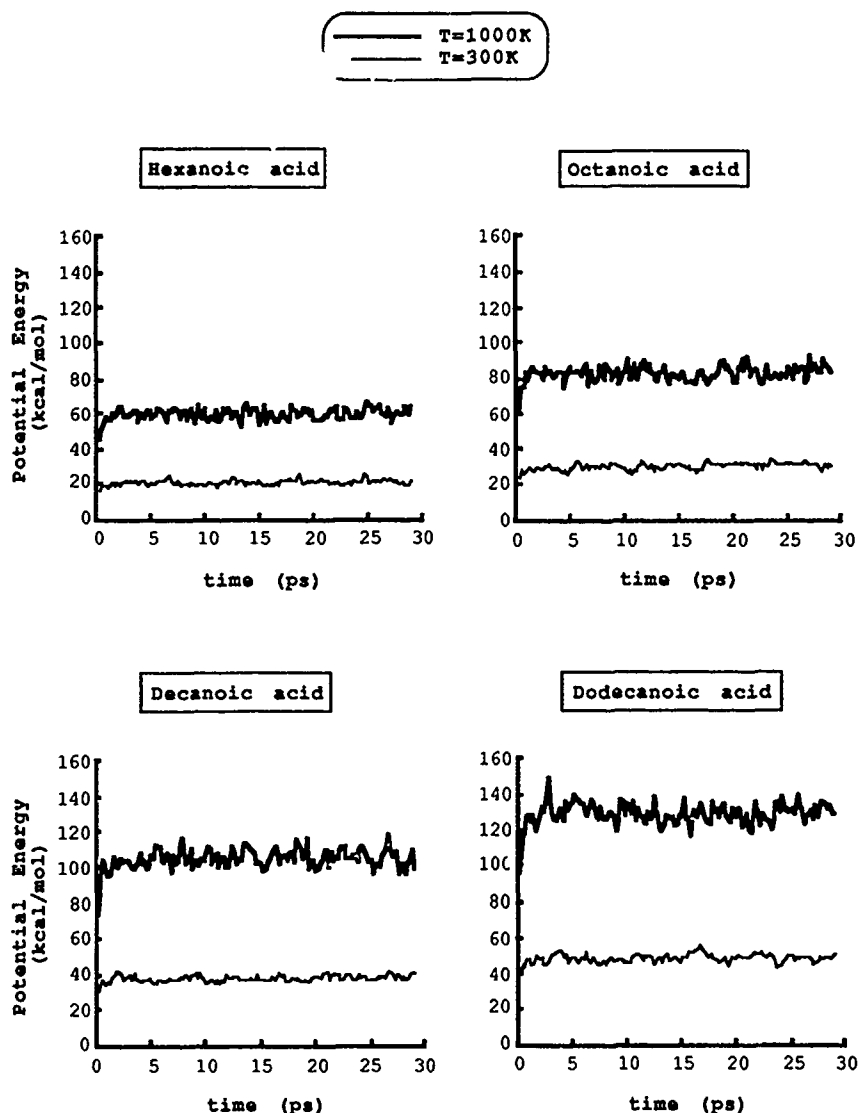 T=1000K
T=300K
Hexanoic acid
Potential Energy
(kcal/mol)
160
140
120
100
80
60
40
20
0
0 5 10 15 20 25 30
time (ps)
Octanoic acid
160
140
120
100
80
60
40
20
0
0 5 10 15 20 25 30
time (ps)
Decanoic acid
Potential Energy
(kcal/mol)
160
140
120
100
80
60
40
20
0
0 5 10 15 20 25 30
time (ps)
Dodecanoic acid
160
140
120
100
80
60
40
20
0
0 5 10 15 20 25 30
time (ps)